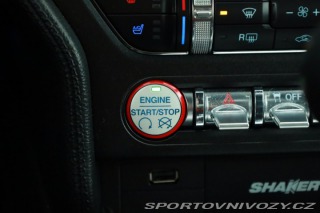 R
ENGINE
START/STOP
OFF
SHAKER
SPORTOVNIVOZY.CZ